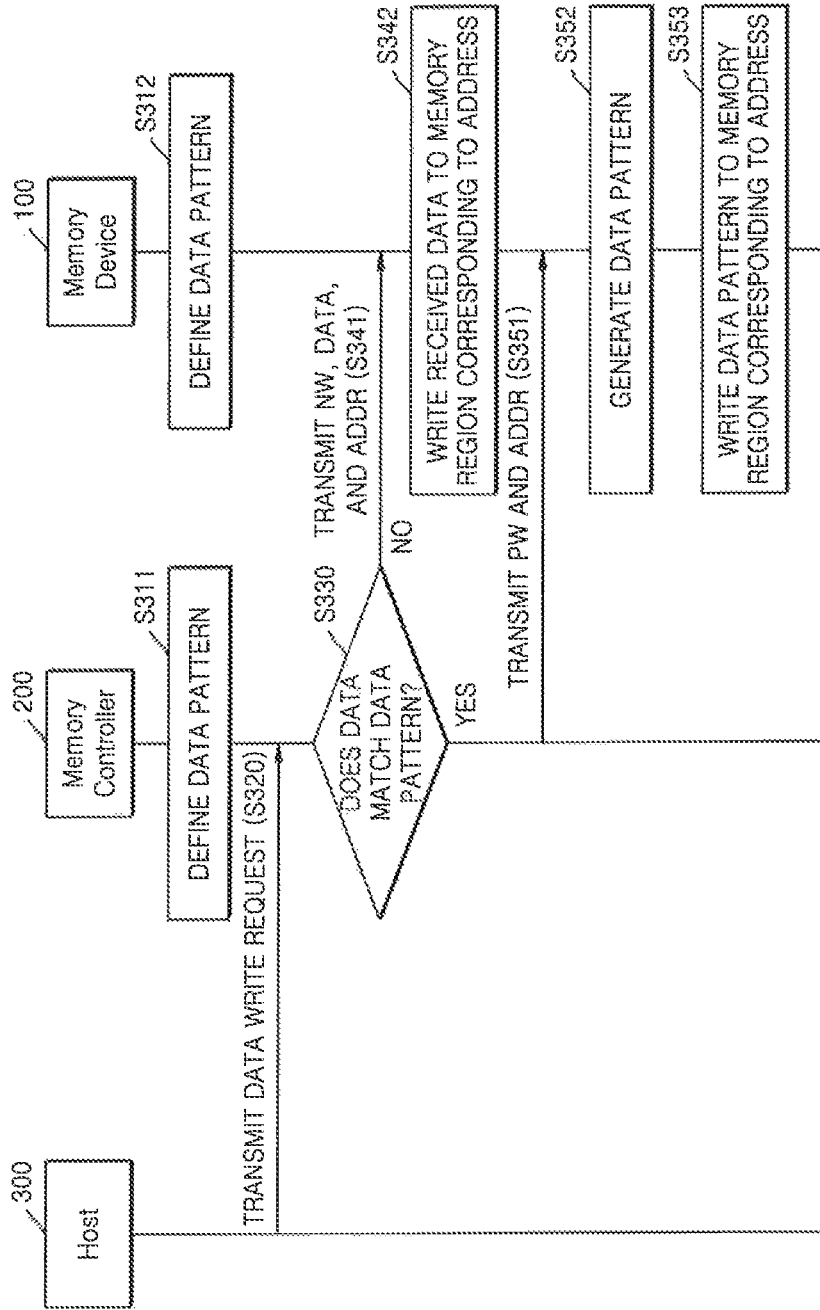 300
Host
200
Memory
Controller
100
Memory
Device
S311
DEFINE DATA PATTERN
S312
DEFINE DATA PATTERN
TRANSMIT DATA WRITE REQUEST (S320)
S330
DOES DATA
MATCH DATA
PATTERN?
NO
YES
TRANSMIT NW, DATA,
AND ADDR (S341)
S342
WRITE RECEIVED DATA TO MEMORY
REGION CORRESPONDING TO ADDRESS
TRANSMIT PW AND ADDR (S351)
S352
GENERATE DATA PATTERN
S353
WRITE DATA PATTERN TO MEMORY
REGION CORRESPONDING TO ADDRESS